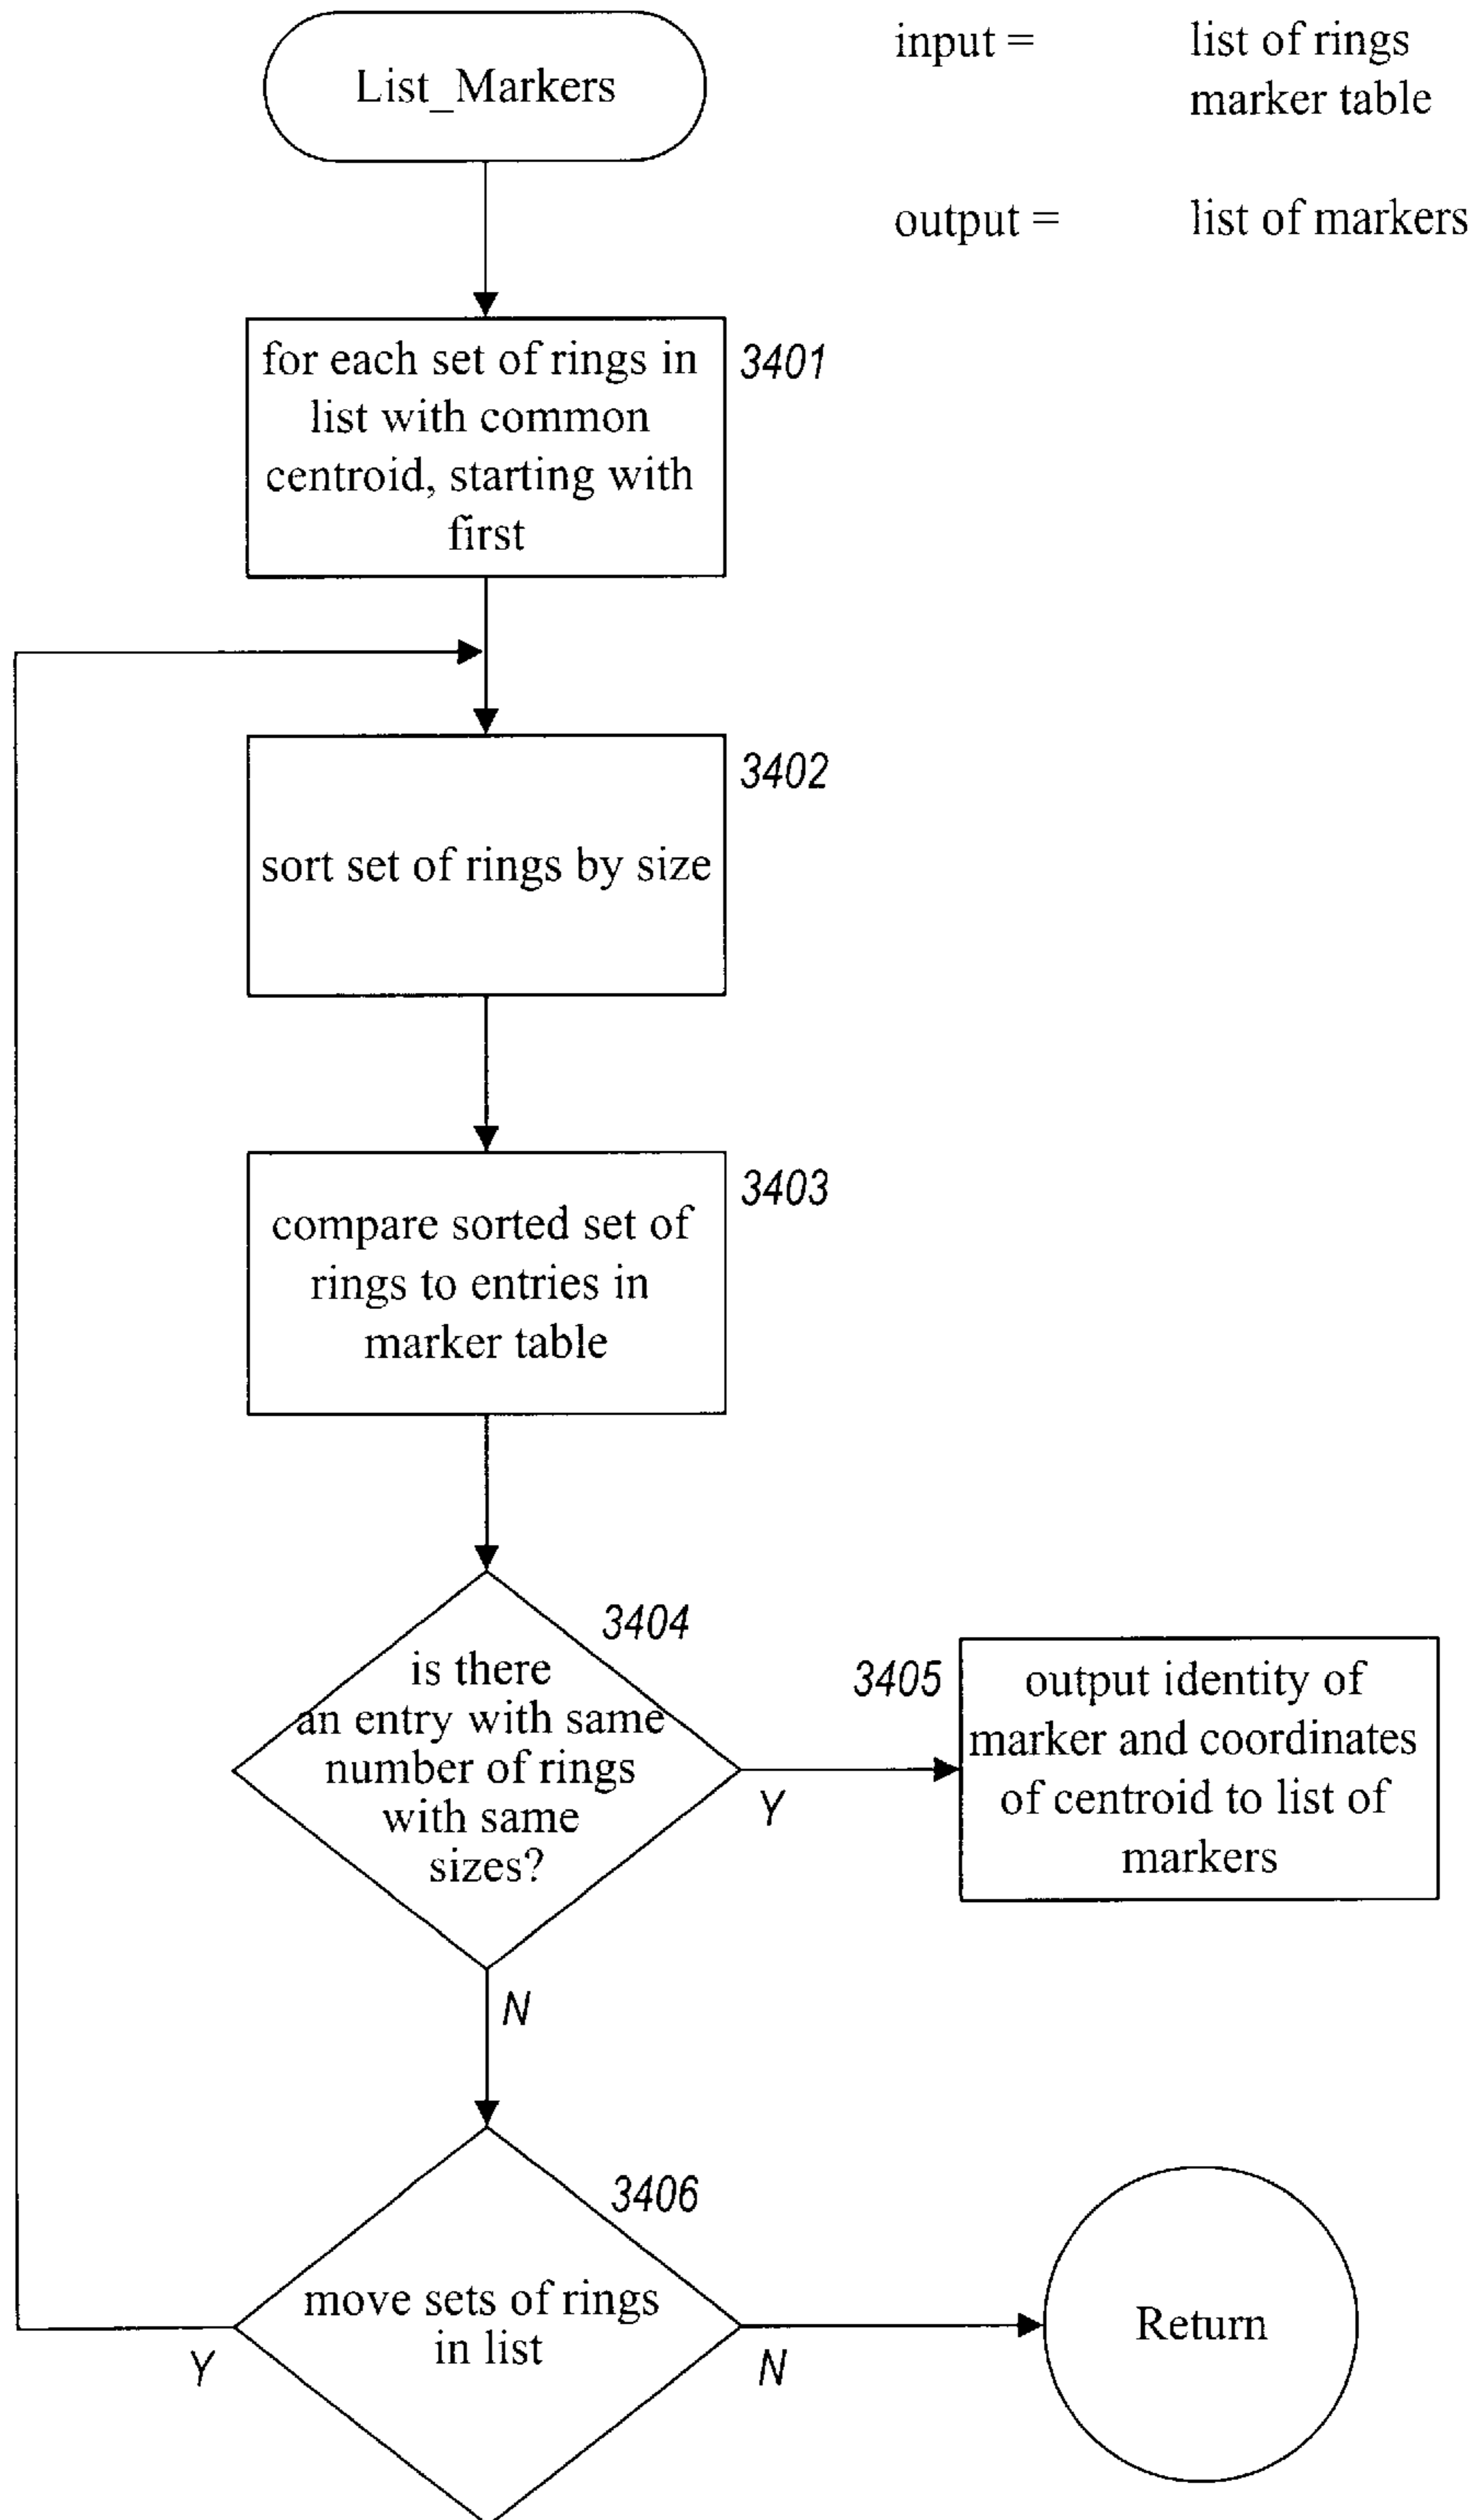 List_Markers
input = list of rings
marker table
output = list of markers
for each set of rings in
list with common
centroid, starting with
first
3401
3402
sort set of rings by size
3403
compare sorted set of
rings to entries in
marker table
3404
is there
an entry with same
number of rings
with same
sizes?
Y
N
3405
output identity of
marker and coordinates
of centroid to list of
markers
3406
move sets of rings
in list
Y
N
Return